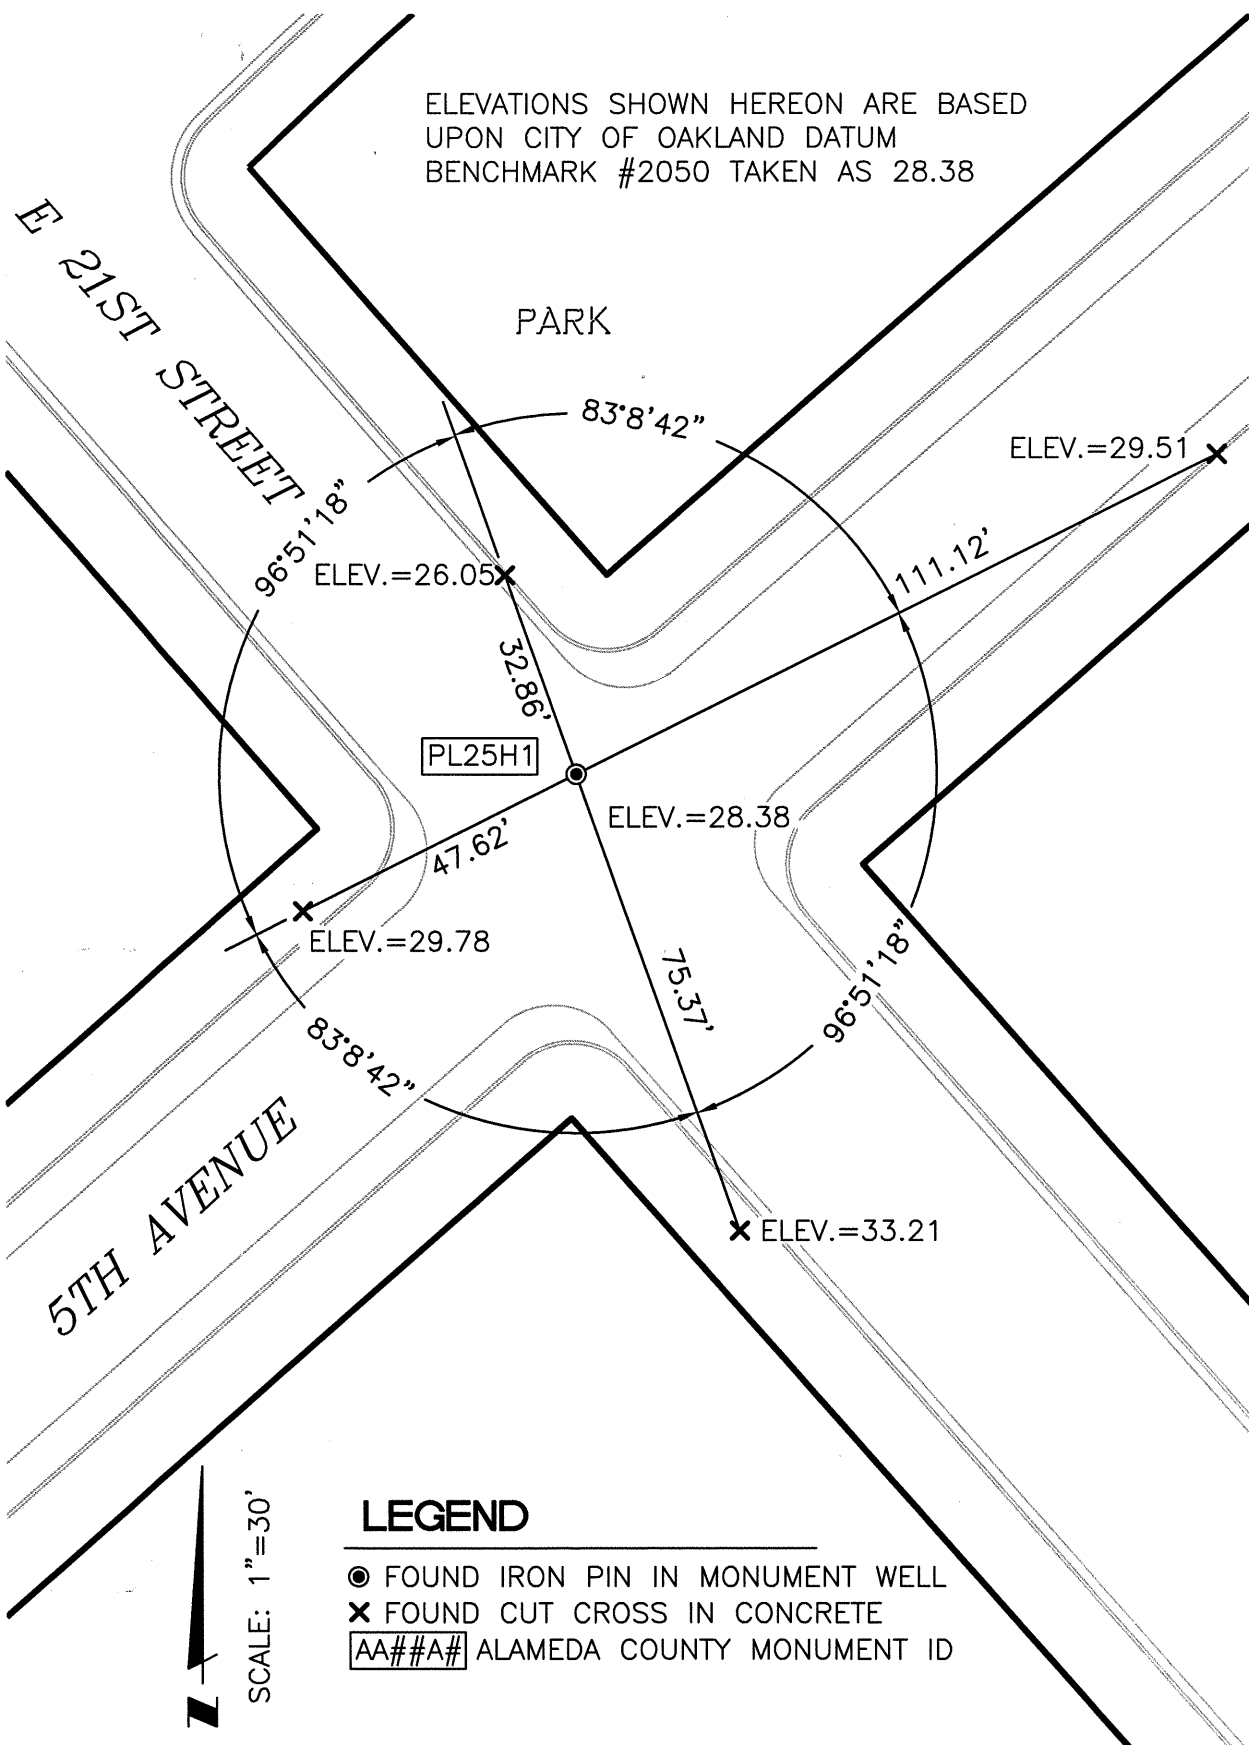 ELEVATIONS SHOWN HEREON ARE BASED
UPON CITY OF OAKLAND DATUM
BENCHMARK #2050 TAKEN AS 28.38
E 21ST STREET
PARK
83°8'42"
ELEV.=29.51
96°51'18"
ELEV.=26.05
111.12'
32.86'
PL25H1
ELEV.=28.38
47.62'
ELEV.=29.78
75.37'
96°51'18"
83°8'42"
5TH AVENUE
ELEV.=33.21
SCALE: 1"=30'
N
LEGEND
FOUND IRON PIN IN MONUMENT WELL
FOUND CUT CROSS IN CONCRETE
AA##A# ALAMEDA COUNTY MONUMENT ID